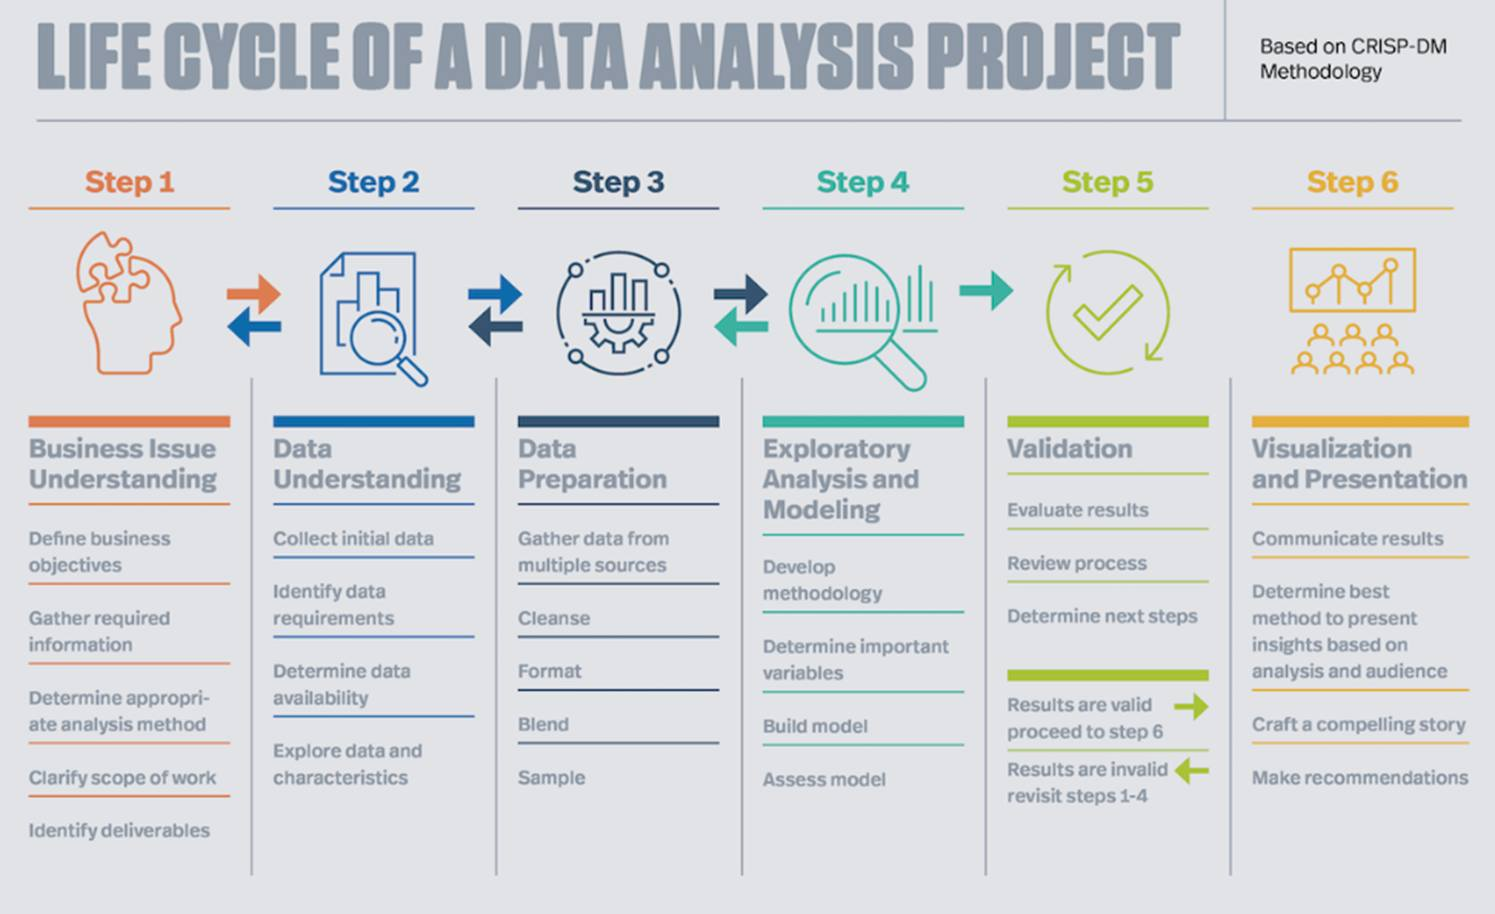 LIFE CYCLE OF A DATA ANALYSIS PROJECT
Based on CRISP-DM
Methodology
Step 1
Step 2
Step 3
Step 4
Step 5
Step 6
Business Issue
Understanding
Define business
objectives
Gather required
information
Determine appropri-
ate analysis method
Clarify scope of work
Identify deliverables
Data
Understanding
Collect initial data
Identify data
requirements
Determine data
availability
Explore data and
characteristics
Data
Preparation
Gather data from
multiple sources
Cleanse
Format
Blend
Sample
Exploratory
Analysis and
Modeling
Develop
methodology
Determine important
variables
Build model
Assess model
Validation
Evaluate results
Review process
Determine next steps
Results are valid
proceed to step 6
Results are invalid
revisit steps 1-4
Visualization
and Presentation
Communicate results
Determine best
method to present
insights based on
analysis and audience
Craft a compelling story
Make recommendations